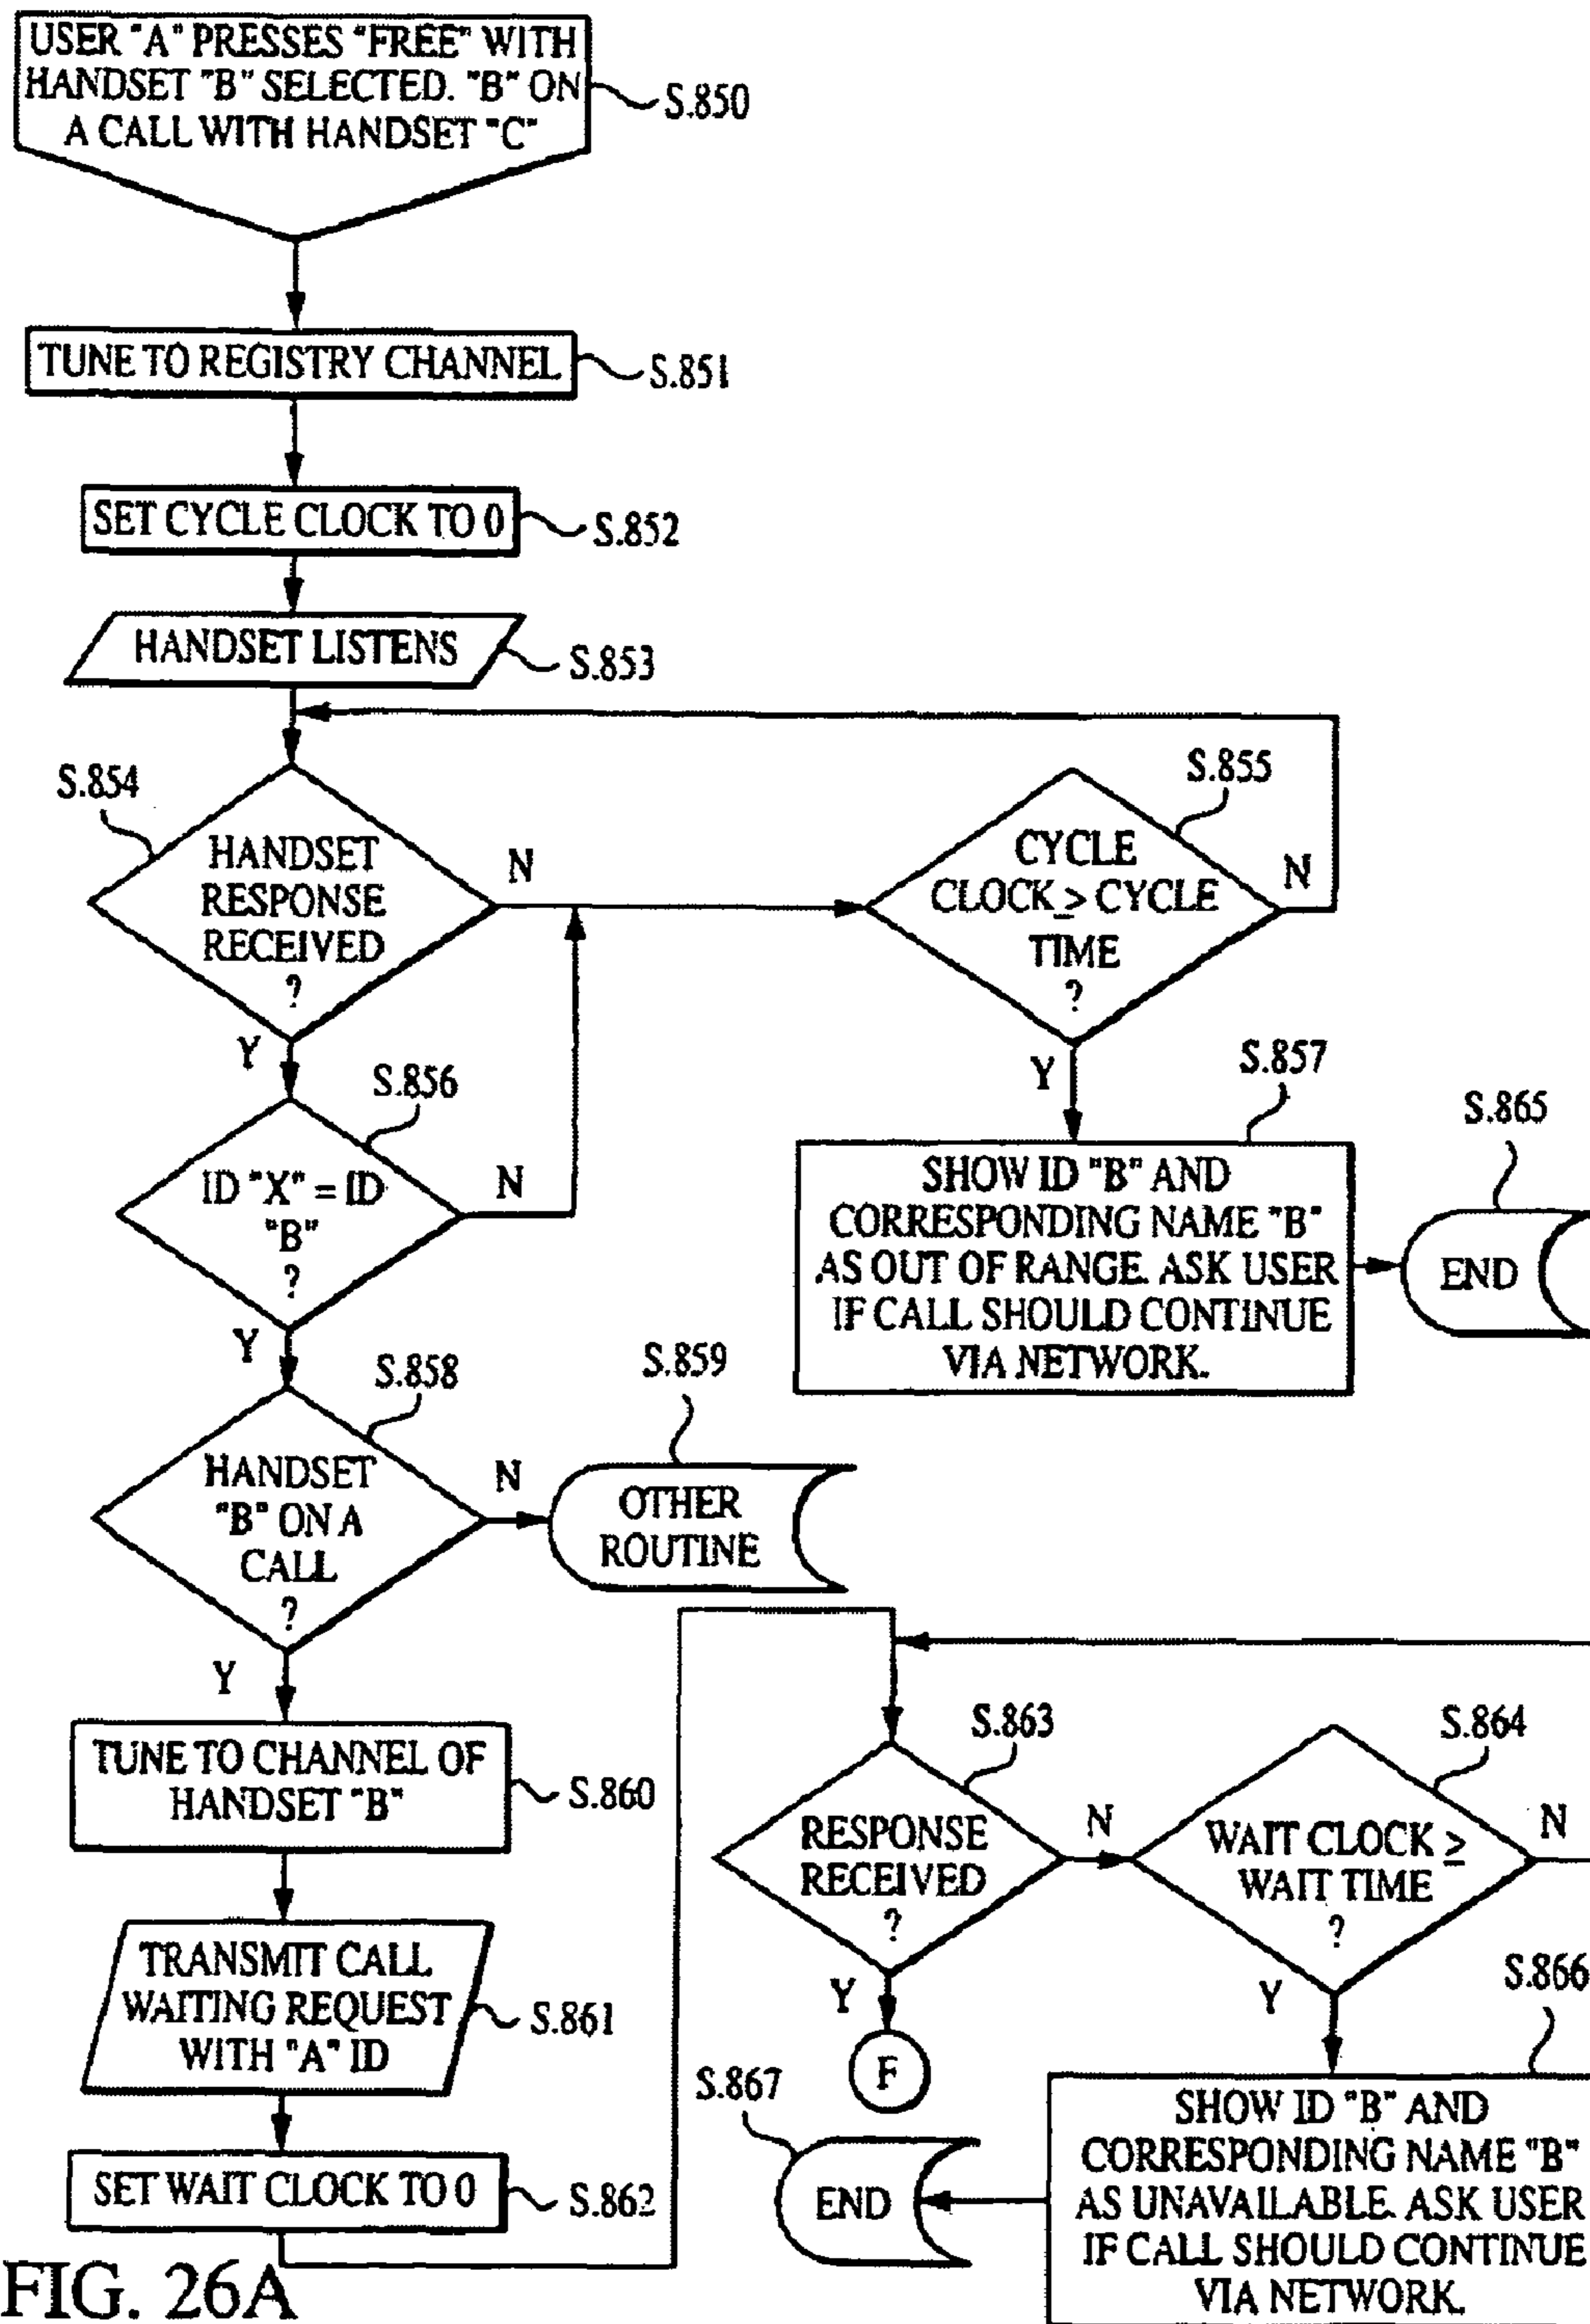 USER "A" PRESSES "FREE" WITH
HANDSET "B" SELECTED. "B" ON
A CALL WITH HANDSET "C"
S.850
TUNE TO REGISTRY CHANNEL
S.851
SET CYCLE CLOCK TO 0
S.852
HANDSET LISTENS
S.853
S.854
HANDSET
RESPONSE
RECEIVED
?
N
Y
S.855
CYCLE
CLOCK ≥ CYCLE
TIME
?
N
Y
S.856
ID "X" = ID
"B"
?
N
Y
S.857
SHOW ID "B" AND
CORRESPONDING NAME "B"
AS OUT OF RANGE. ASK USER
IF CALL SHOULD CONTINUE
VIA NETWORK.
S.865
END
S.858
HANDSET
"B" ON A
CALL
?
N
Y
S.859
OTHER
ROUTINE
TUNE TO CHANNEL OF
HANDSET "B"
S.860
TRANSMIT CALL
WAITING REQUEST
WITH "A" ID
S.861
SET WAIT CLOCK TO 0
S.862
S.863
RESPONSE
RECEIVED
?
N
Y
F
S.864
WAIT CLOCK ≥
WAIT TIME
?
N
Y
S.866
SHOW ID "B" AND
CORRESPONDING NAME "B"
AS UNAVAILABLE. ASK USER
IF CALL SHOULD CONTINUE
VIA NETWORK.
S.867
END
FIG. 26A